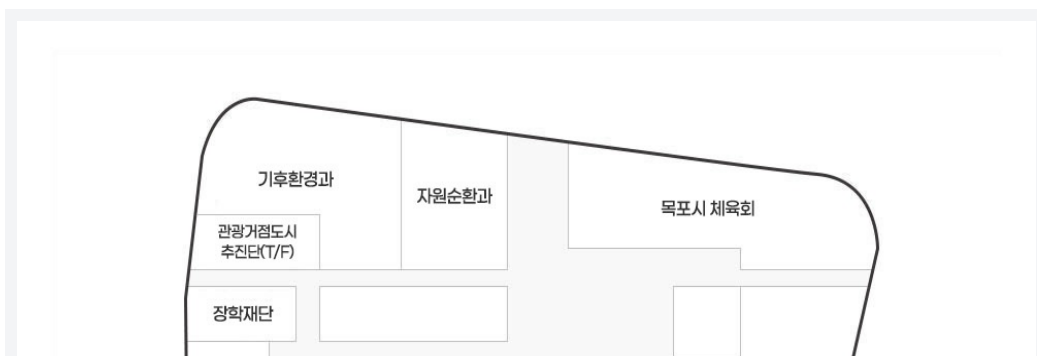 기후환경과
자원순환과
목포시 체육회
관광거점도시
추진단(T/F)
장학재단